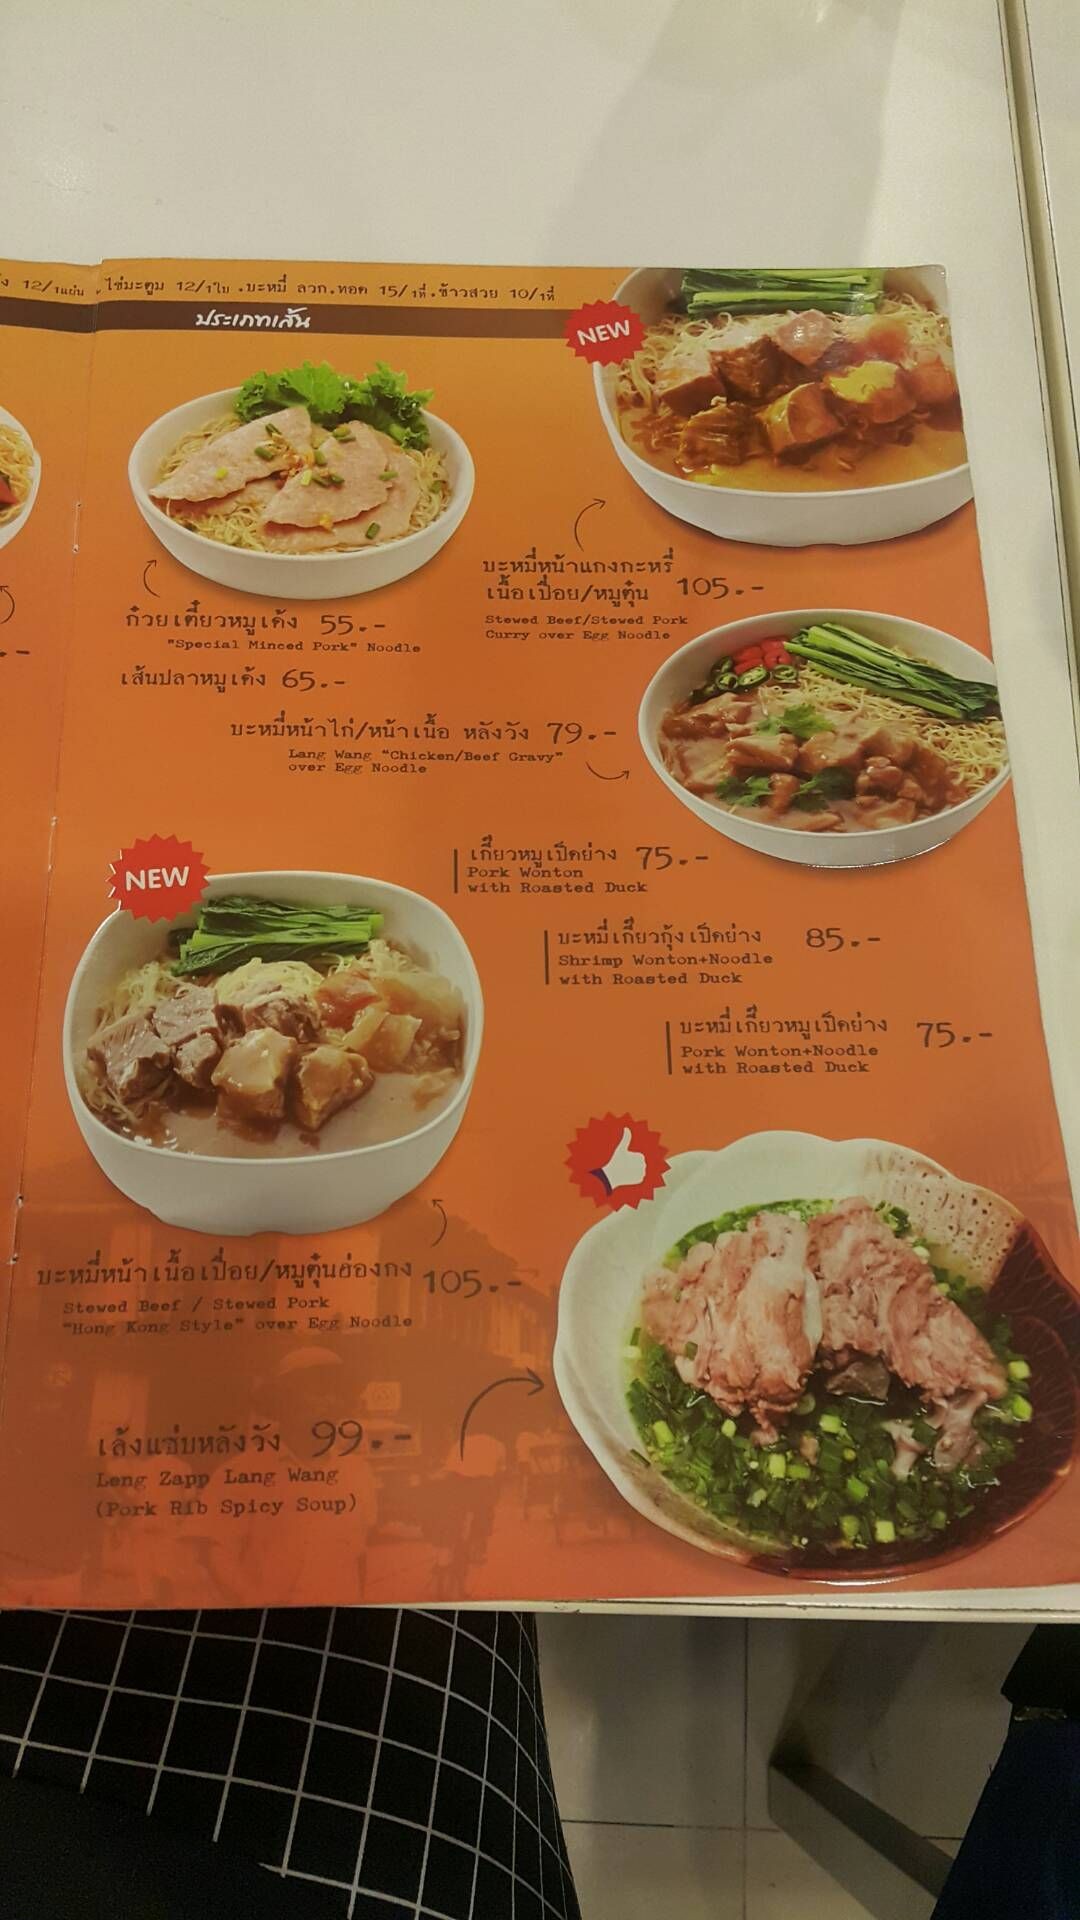 12/1แผ่น
ไข่มะตูม 12/1ใบ .บะหมี่ ลวก.ทอด 15/1ที่.ข้าวสวย 10/1ที่
ประเภทเส้น
NEW
ก๋วยเตี๋ยวหมูเด้ง 55.-
"Special Minced Pork" Noodle
เส้นปลาหมูเด้ง 65.-
บะหมี่หน้าแกงกะหรี่
เนื้อเปื่อย/หมูตุ๋น 105.-
Stewed Beef/Stewed Pork
Curry over Egg Noodle
บะหมี่หน้าไก่/หน้าเนื้อ หลังวัง 79.-
Lang Wang "Chicken/Beef Gravy"
over Egg Noodle
เกี๊ยวหมูเป็ดย่าง 75.-
Pork Wonton
with Roasted Duck
NEW
บะหมี่เกี๊ยวกุ้งเป็ดย่าง 85.-
Shrimp Wonton+Noodle
with Roasted Duck
บะหมี่เกี๊ยวหมูเป็ดย่าง 75.-
Pork Wonton+Noodle
with Roasted Duck
บะหมี่หน้าเนื้อเปื่อย/หมูตุ๋นฮ่องกง 105.-
Stewed Beef / Stewed Pork
"Hong Kong Style" over Egg Noodle
เล้งแซ่บหลังวัง 99.-
Leng Zapp Lang Wang
(Pork Rib Spicy Soup)